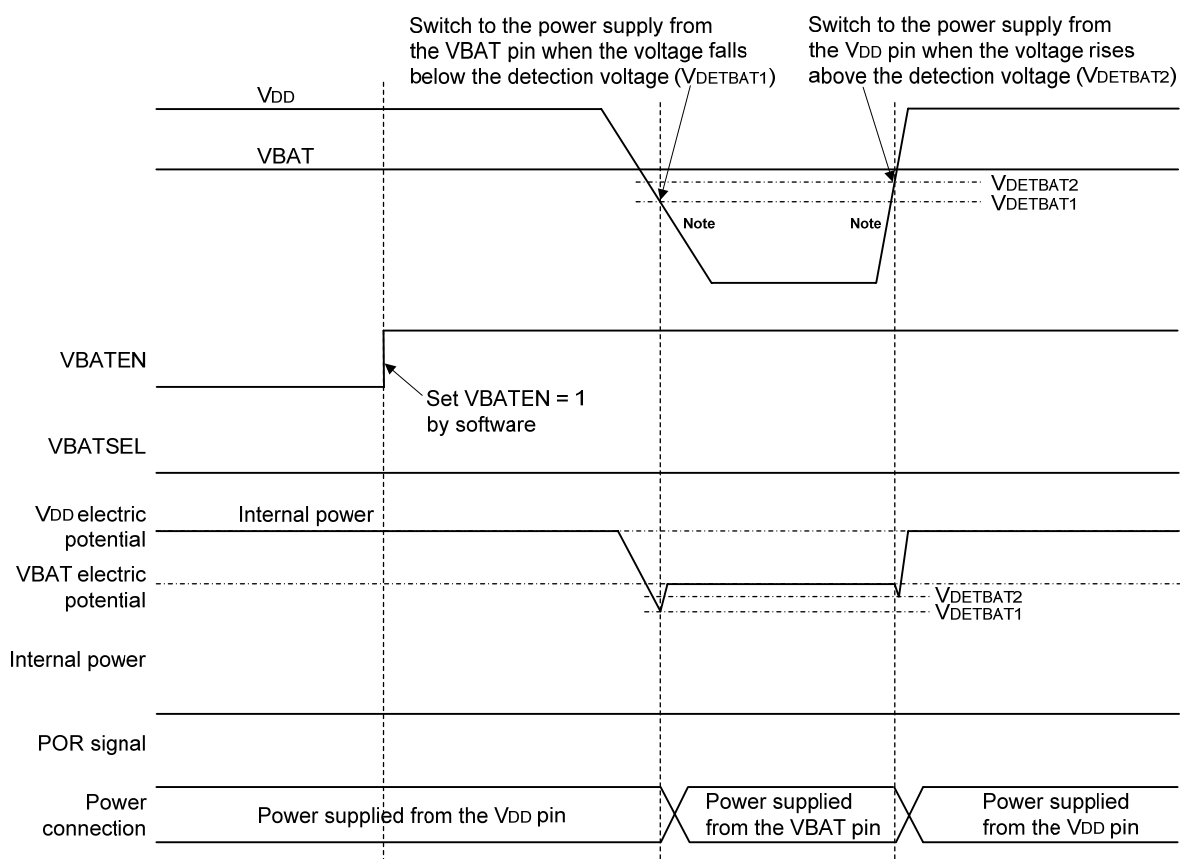 Switch to the power supply from
the VBAT pin when the voltage falls
below the detection voltage (VDETBAT1)
Switch to the power supply from
the VDD pin when the voltage rises
above the detection voltage (VDETBAT2)
VDD
VBAT
VDETBAT2
VDETBAT1
Note
Note
VBATEN
Set VBATEN = 1
by software
VBATSEL
VDD electric
potential
Internal power
VBAT electric
potential
VDETBAT2
VDETBAT1
Internal power
POR signal
Power
connection
Power supplied from the VDD pin
Power supplied
from the VBAT pin
Power supplied
from the VDD pin